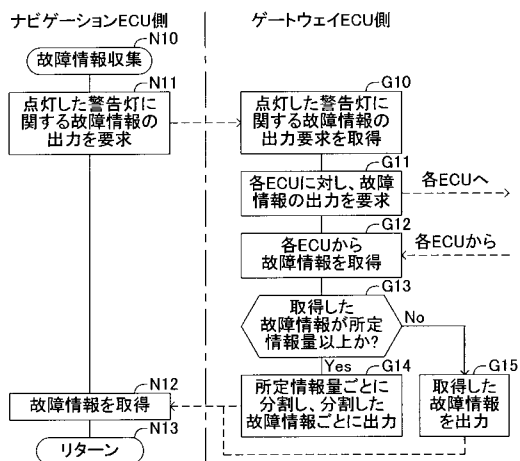 ナビゲーションECU側
ゲートウェイECU側
N10
故障情報収集
N11
点灯した警告灯に
関する故障情報の
出力を要求
G10
点灯した警告灯に
関する故障情報の
出力要求を取得
G11
各ECUに対し、故障
情報の出力を要求
各ECUへ
G12
各ECUから
故障情報を取得
各ECUから
G13
取得した
故障情報が所定
情報量以上か?
No
Yes
G14
所定情報量ごとに
分割し、分割した
故障情報ごとに出力
G15
取得した
故障情報
を出力
N12
故障情報を取得
N13
リターン